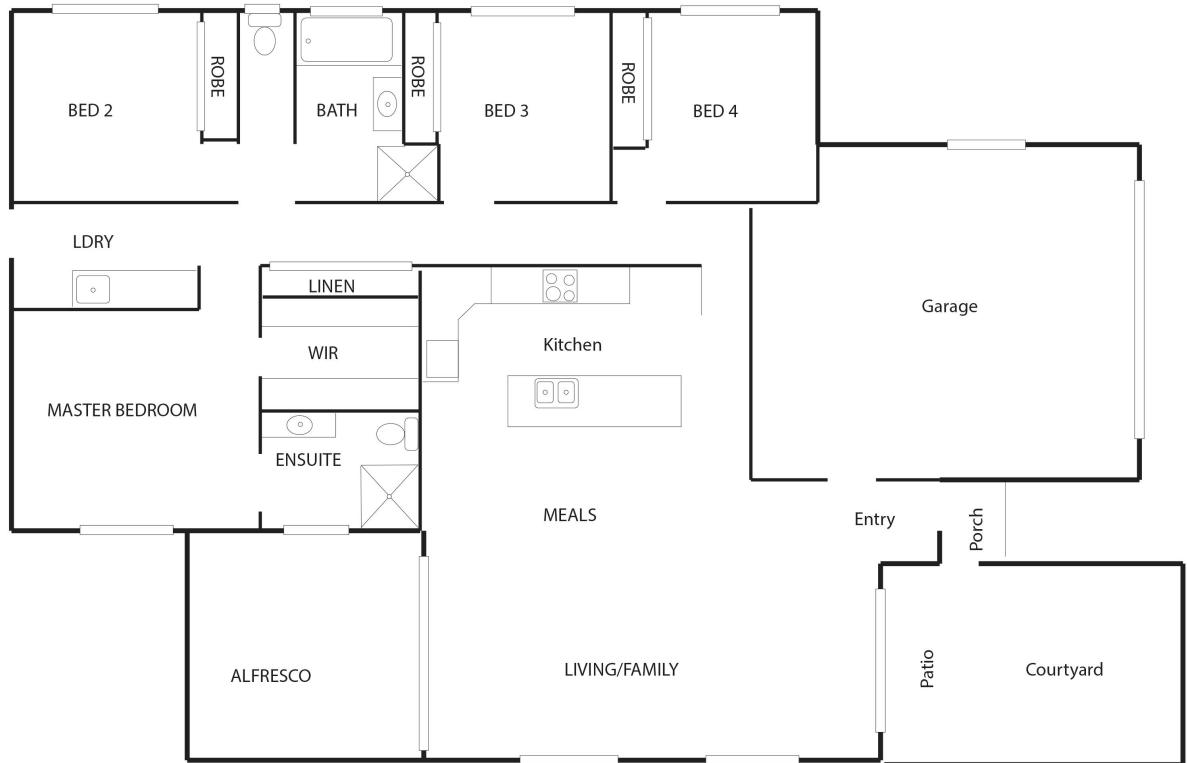 BED 2
ROBE
BATH
ROBE
BED 3
ROBE
BED 4
LDRY
LINEN
Garage
WIR
Kitchen
MASTER BEDROOM
ENSUITE
MEALS
Entry
Porch
ALFRESCO
LIVING/FAMILY
Patio
Courtyard